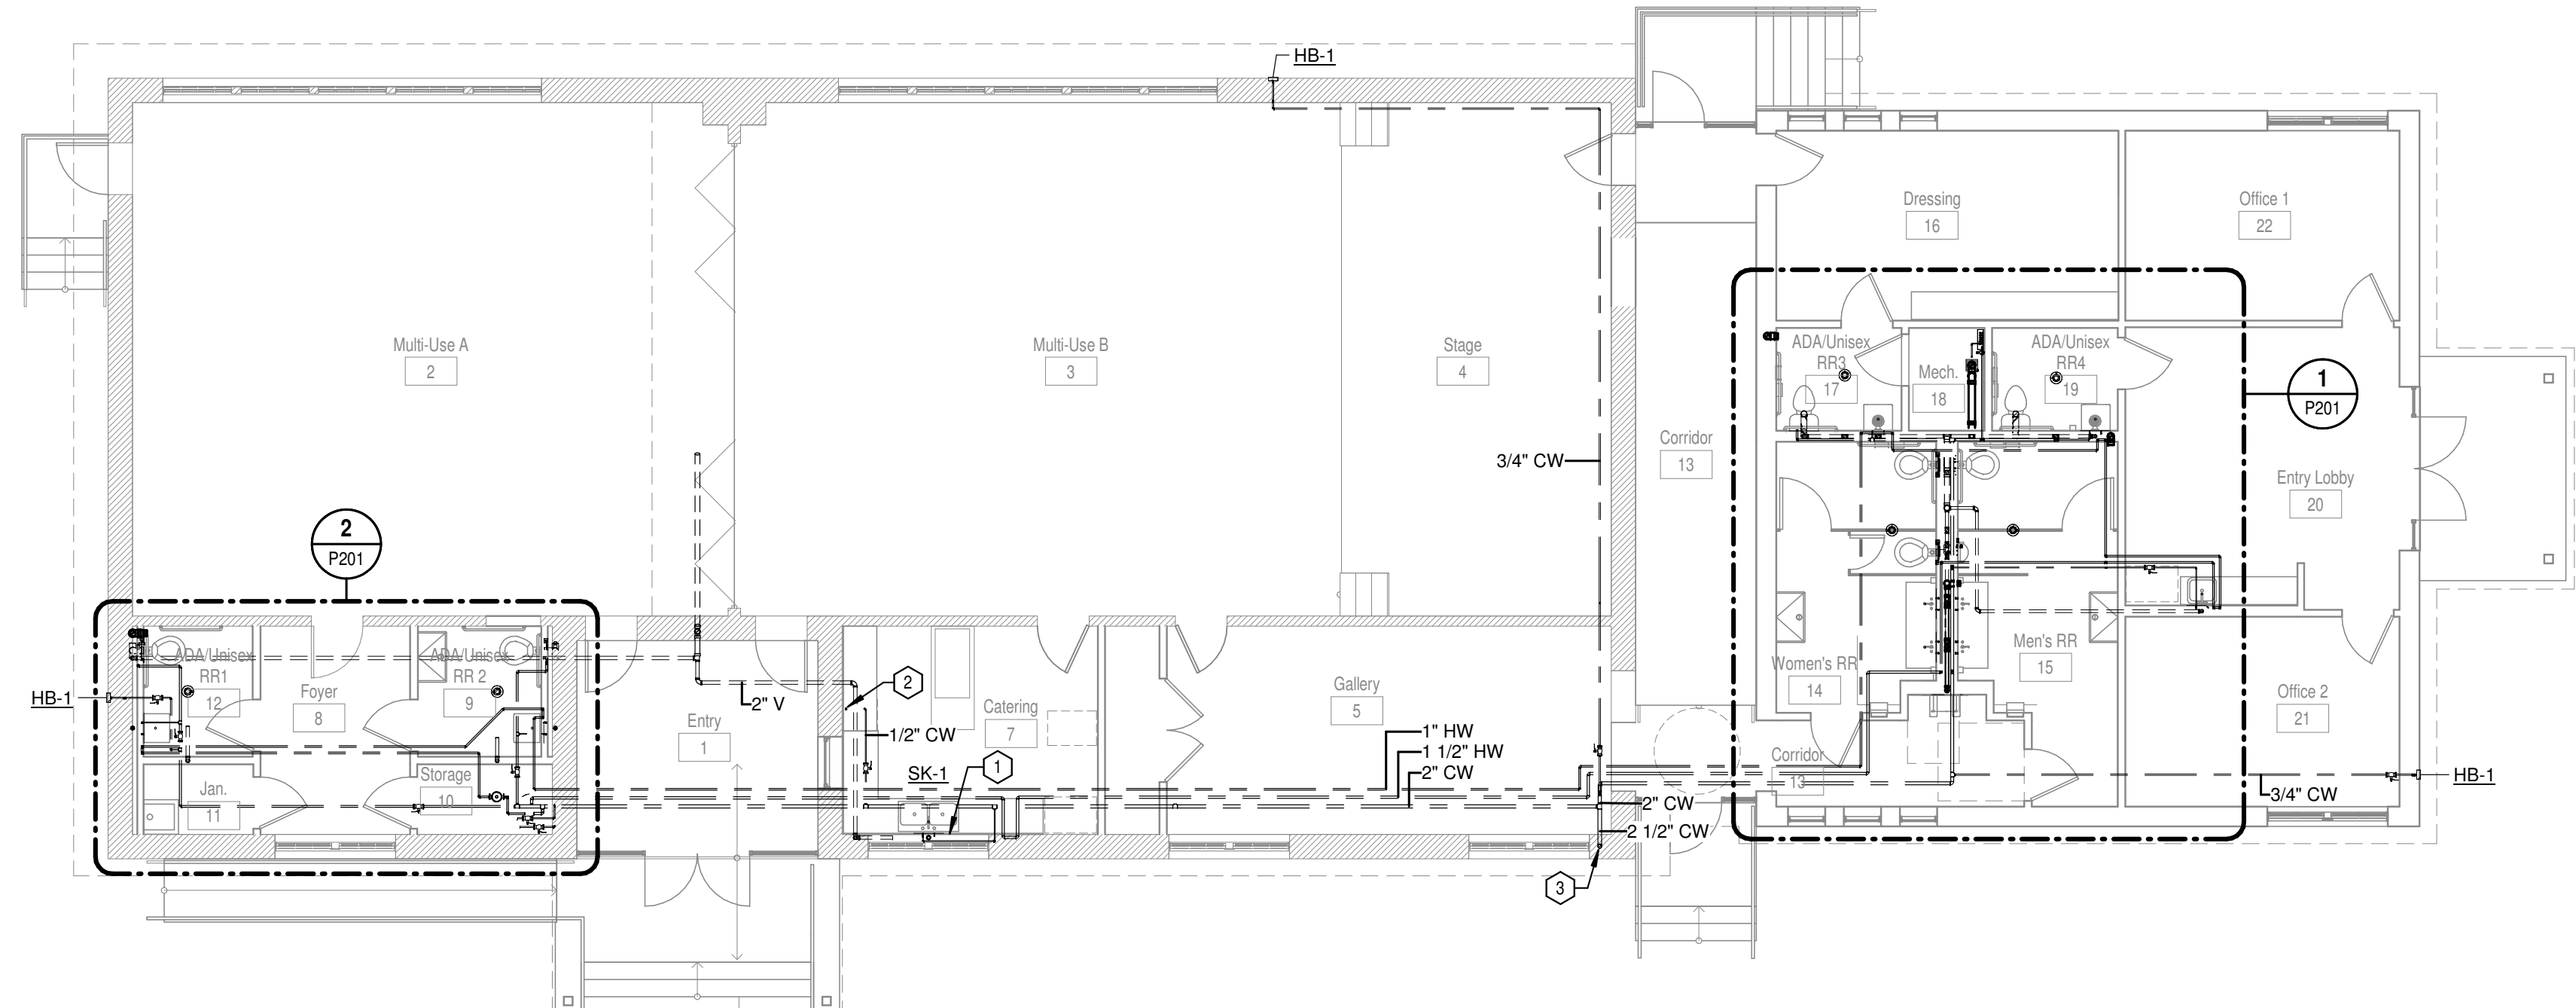 HB-1
Dressing
16
Office 1
22
Multi-Use A
2
Multi-Use B
3
Stage
4
ADA/Unisex
RR3
17
Mech.
18
ADA/Unisex
RR4
19
1
P201
3/4" CW
Corridor
13
Entry Lobby
20
2
P201
ADA/Unisex
RR1
12
Foyer
8
ADA/Unisex
RR 2
9
HB-1
2" V
Entry
1
2
1/2" CW
Catering
7
SK-1
1
Gallery
5
1" HW
1 1/2" HW
2" CW
Women's RR
14
Men's RR
15
Office 2
21
Corridor
13
HB-1
3/4" CW
Jan.
11
Storage
10
2" CW
2 1/2" CW
3